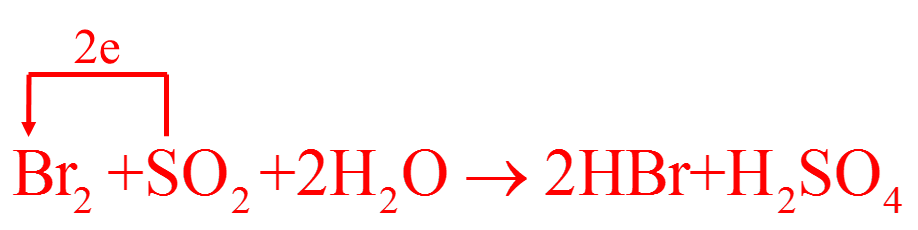 2e
Br₂ +SO₂ +2H₂O → 2HBr+H₂SO₄